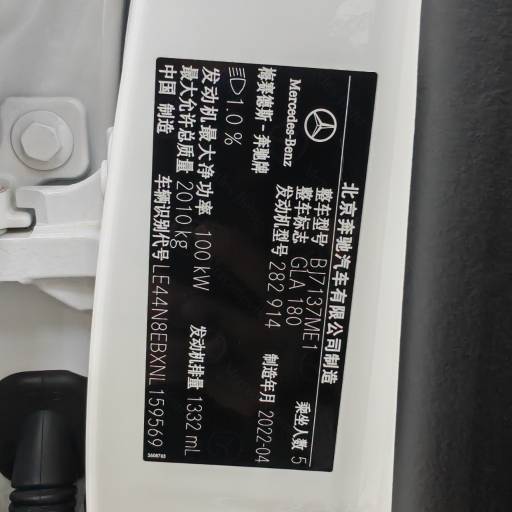 北京奔驰汽车有限公司制造
Mercedes-Benz
梅赛德斯-奔驰牌
整车型号 BJ7137ME1 乘坐人数 5
整车标志 GLA 180
发动机型号 282 914 制造年月 2022-04
1.0 %
发动机最大净功率 100 kW 发动机排量 1332 mL
最大允许总质量 2010 kg
中国 制造 车辆识别代号 LE44N8EBXNL159569